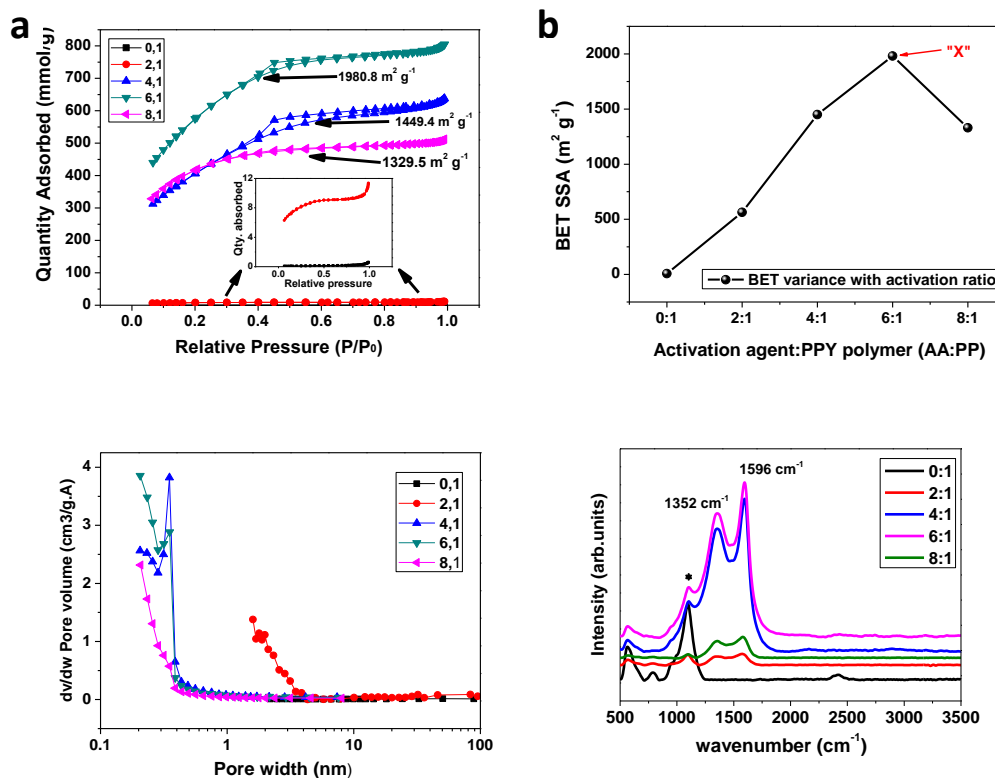 a
Quantity Adsorbed (mmol/g)
800
700
600
500
400
300
200
100
0
0,1
2,1
4,1
6,1
8,1
1980.8 m² g⁻¹
1449.4 m² g⁻¹
1329.5 m² g⁻¹
Qty. absorbed
12
8
4
0
0.0 0.5 1.0
Relative pressure
0.0 0.2 0.4 0.6 0.8 1.0
Relative Pressure (P/P₀)
b
BET SSA (m² g⁻¹)
2000
1500
1000
500
0
"X"
BET variance with activation ratio
0:1 2:1 4:1 6:1 8:1
Activation agent:PPY polymer (AA:PP)
dv/dw Pore volume (cm3/g.A)
4
3
2
1
0
0,1
2,1
4,1
6,1
8,1
0.1 1 10 100
Pore width (nm)
Intensity (arb.units)
1596 cm⁻¹
1352 cm⁻¹
*
0:1
2:1
4:1
6:1
8:1
500 1000 1500 2000 2500 3000 3500
wavenumber (cm⁻¹)